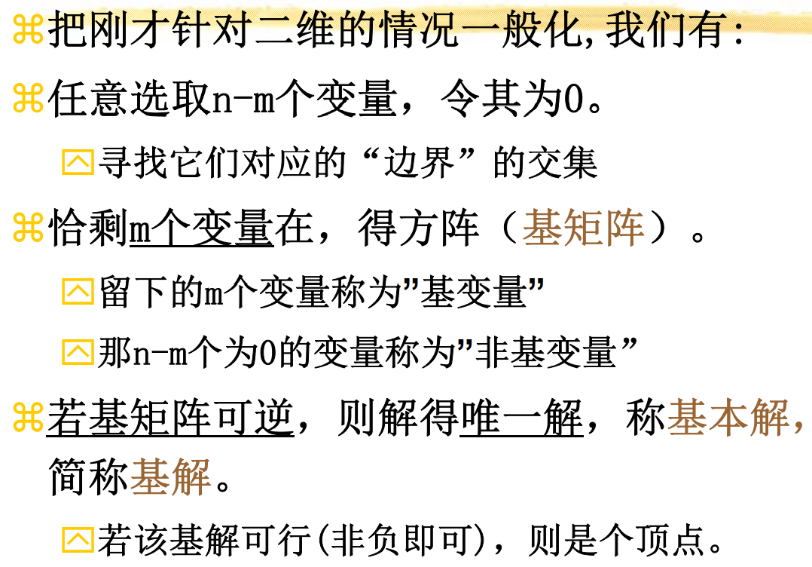 ⌘把刚才针对二维的情况一般化,我们有:
⌘任意选取n-m个变量，令其为0。
寻找它们对应的“边界”的交集
⌘恰剩m个变量在，得方阵（基矩阵）。
留下的m个变量称为”基变量”
那n-m个为0的变量称为”非基变量”
⌘若基矩阵可逆，则解得唯一解，称基本解，
简称基解。
若该基解可行(非负即可)，则是个顶点。